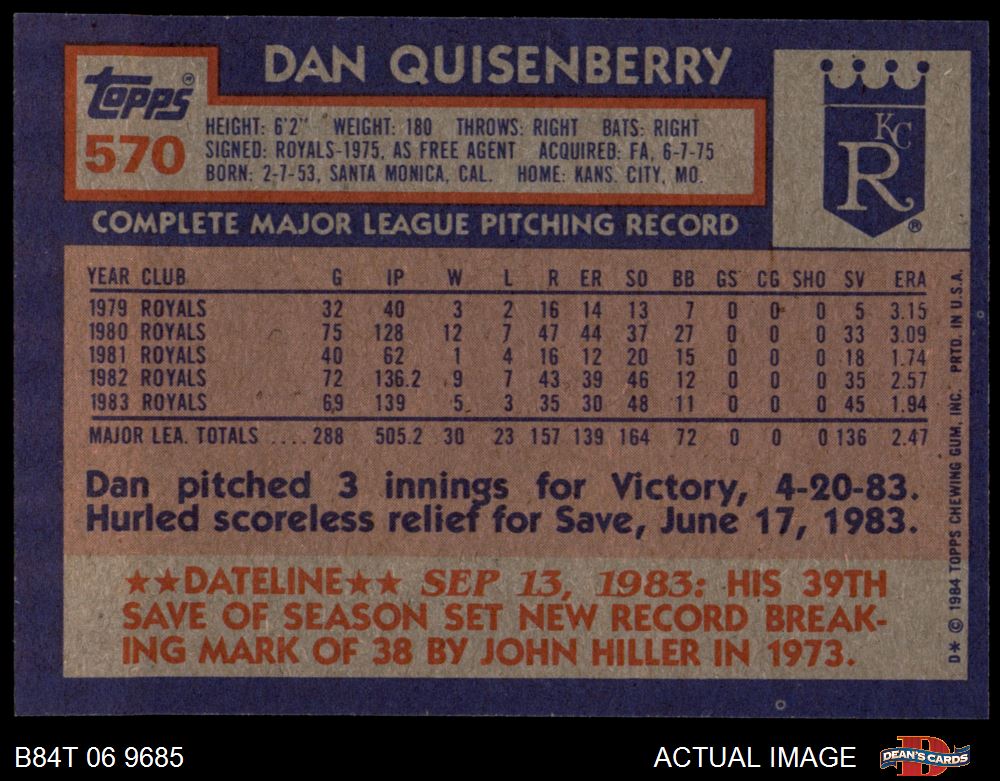 DAN QUISENBERRY
topps®
570
HEIGHT: 6'2" WEIGHT: 180 THROWS: RIGHT BATS: RIGHT
SIGNED: ROYALS-1975, AS FREE AGENT ACQUIRED: FA, 6-7-75
BORN: 2-7-53, SANTA MONICA, CAL. HOME: KANS. CITY, MO.
KC
R®
COMPLETE MAJOR LEAGUE PITCHING RECORD
YEAR CLUB G IP W L R ER SO BB GS CG SHO SV ERA
1979 ROYALS 32 40 3 2 16 14 13 7 0 0 0 5 3.15
1980 ROYALS 75 128 12 7 47 44 37 27 0 0 0 33 3.09
1981 ROYALS 40 62 1 4 16 12 20 15 0 0 0 18 1.74
1982 ROYALS 72 136.2 9 7 43 39 46 12 0 0 0 35 2.57
1983 ROYALS 69 139 5 3 35 30 48 11 0 0 0 45 1.94
MAJOR LEA. TOTALS ....288 505.2 30 23 157 139 164 72 0 0 0 136 2.47
Dan pitched 3 innings for Victory, 4-20-83.
Hurled scoreless relief for Save, June 17, 1983.
★★DATELINE★★ SEP 13, 1983: HIS 39TH
SAVE OF SEASON SET NEW RECORD BREAK-
ING MARK OF 38 BY JOHN HILLER IN 1973.
D* © 1984 TOPPS CHEWING GUM, INC. PRTD. IN U.S.A.
B84T 06 9685
ACTUAL IMAGE
D
DEAN'S CARDS